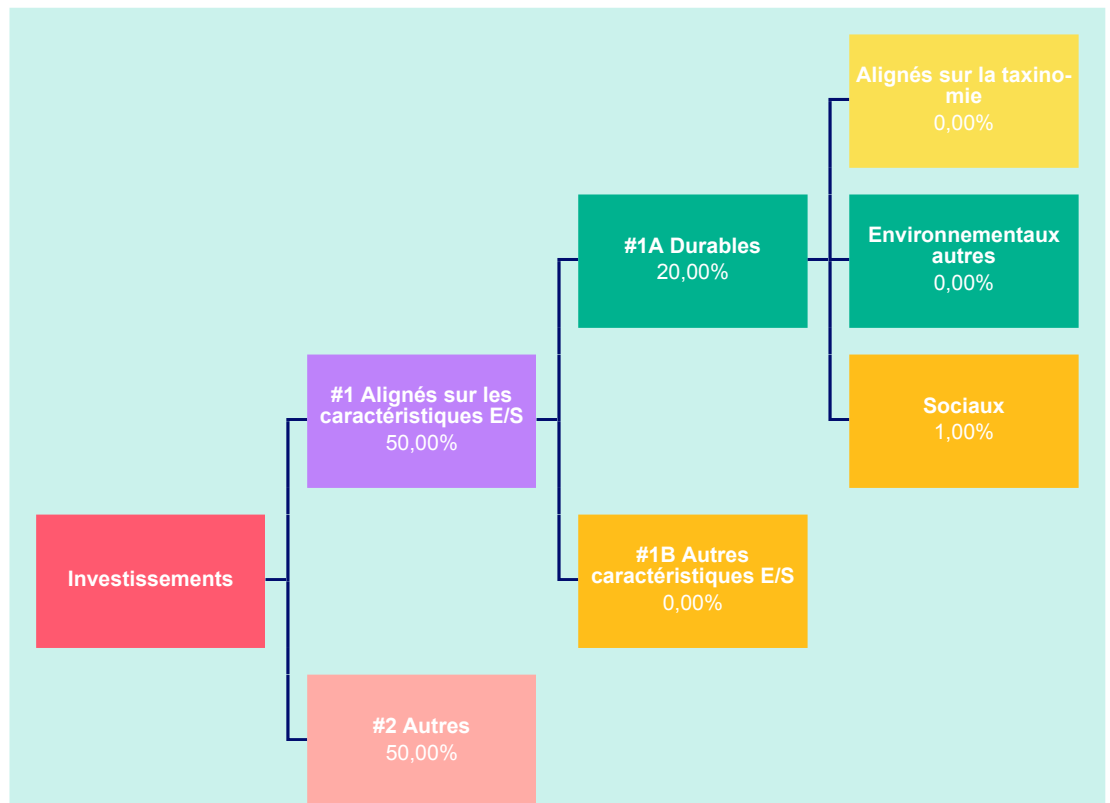 Alignés sur la taxino-
mie
0,00%
#1A Durables
20,00%
Environnementaux
autres
0,00%
#1 Alignés sur les
caractéristiques E/S
50,00%
Sociaux
1,00%
Investissements
#1B Autres
caractéristiques E/S
0,00%
#2 Autres
50,00%